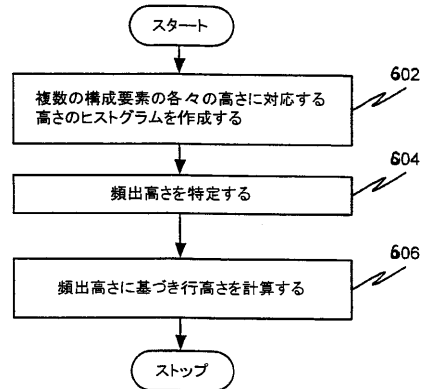 スタート
複数の構成要素の各々の高さに対応する
高さのヒストグラムを作成する
602
頻出高さを特定する
604
頻出高さに基づき行高さを計算する
606
ストップ